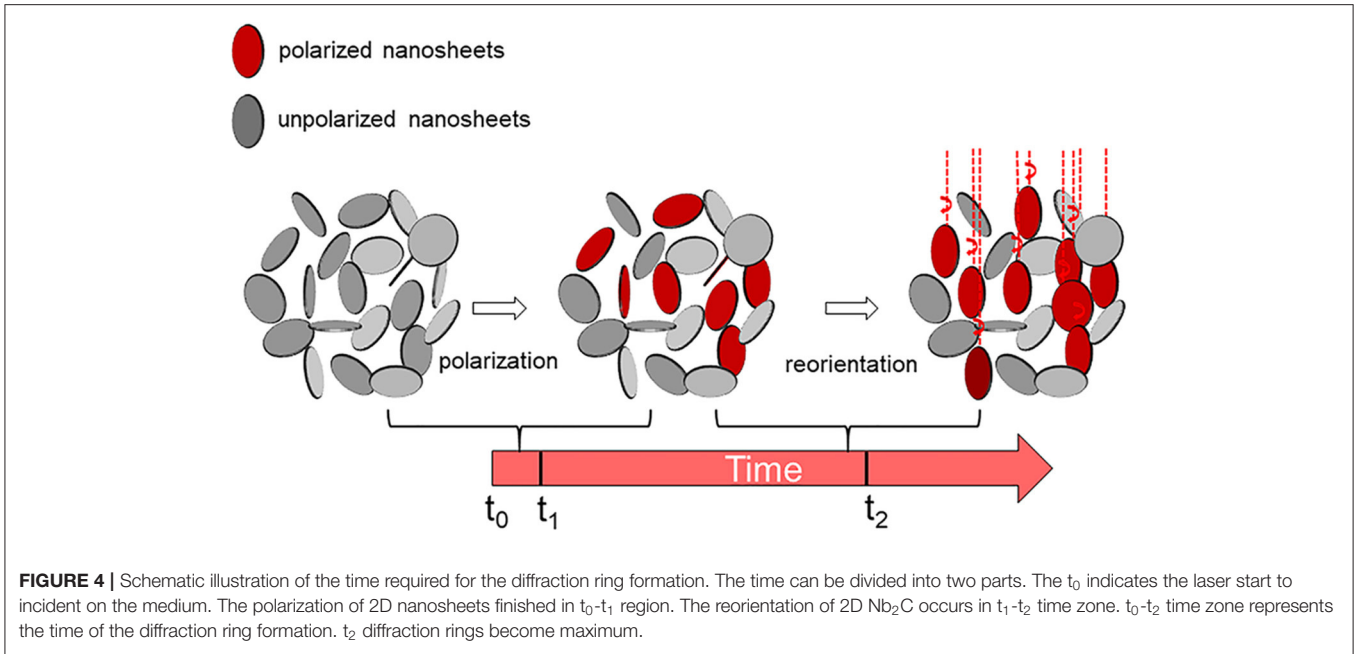 polarized nanosheets
unpolarized nanosheets
polarization
reorientation
Time
t₀ t₁ t₂
FIGURE 4 | Schematic illustration of the time required for the diffraction ring formation. The time can be divided into two parts. The t₀ indicates the laser start to
incident on the medium. The polarization of 2D nanosheets finished in t₀-t₁ region. The reorientation of 2D Nb₂C occurs in t₁-t₂ time zone. t₀-t₂ time zone represents
the time of the diffraction ring formation. t₂ diffraction rings become maximum.